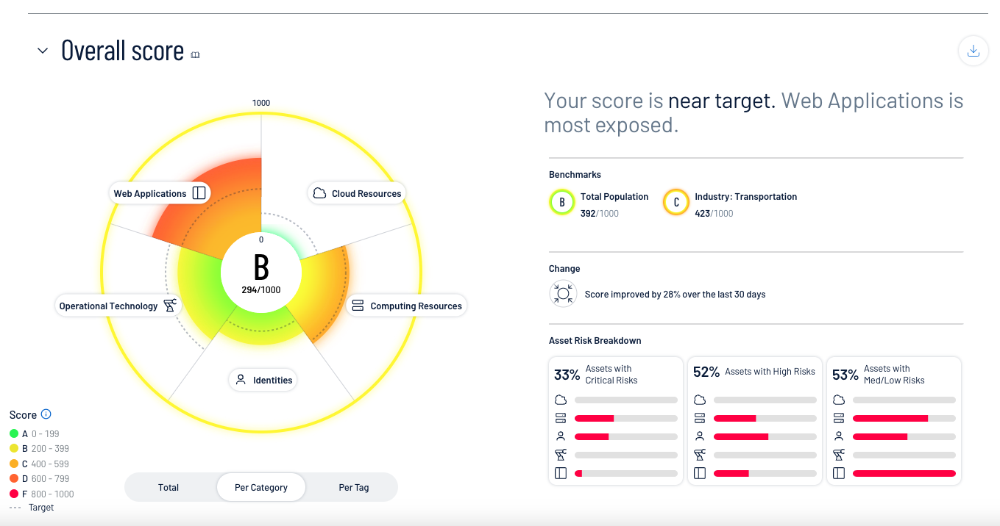 Overall score
1000
Web Applications
Cloud Resources
0
B
294/1000
Operational Technology
Computing Resources
Identities
Score
A 0 - 199
B 200 - 399
C 400 - 599
D 600 - 799
F 800 - 1000
Target
Total
Per Category
Per Tag
Your score is near target. Web Applications is
most exposed.
Benchmarks
B
Total Population
392/1000
C
Industry: Transportation
423/1000
Change
Score improved by 28% over the last 30 days
Asset Risk Breakdown
33% Assets with
Critical Risks
52% Assets with High Risks
53% Assets with
Med/Low Risks